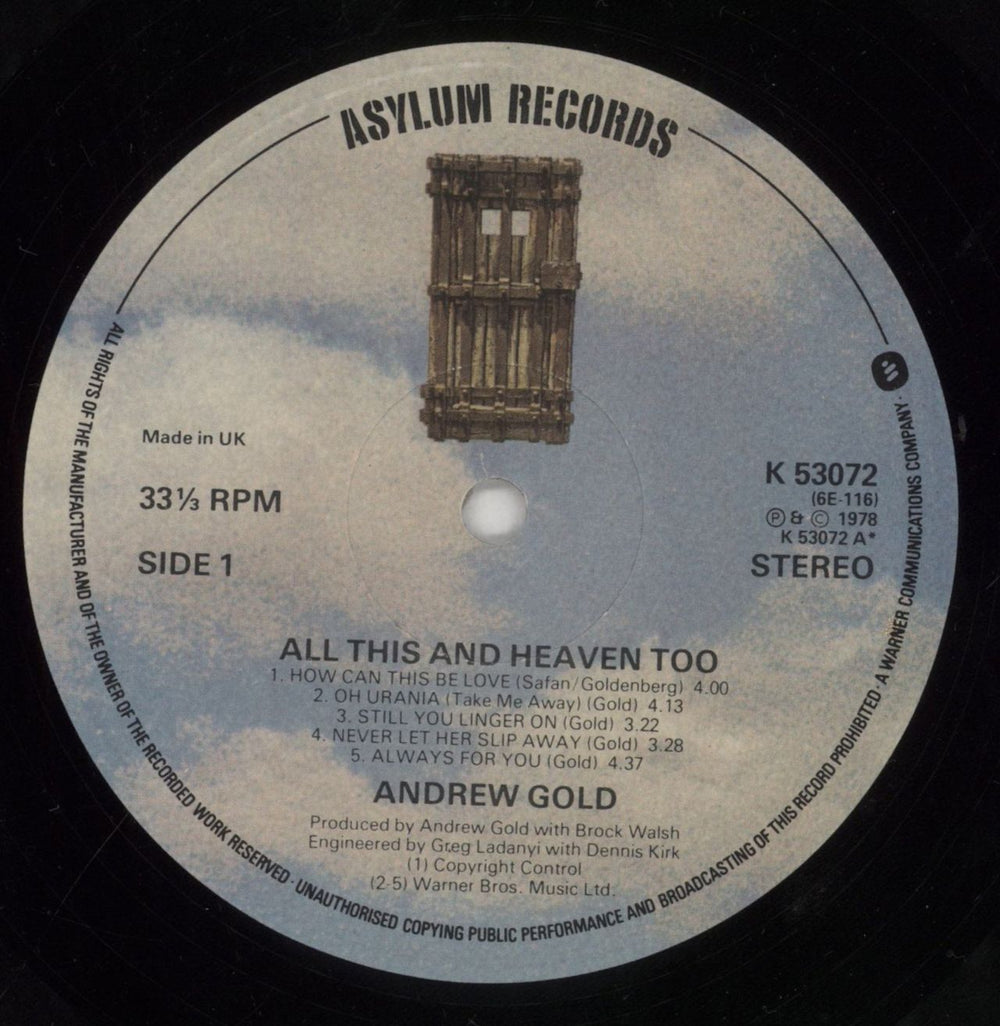 ASYLUM RECORDS
Made in UK
33⅓ RPM
SIDE 1
K 53072
(6E-116)
Ⓟ & © 1978
K 53072 A*
STEREO
ALL THIS AND HEAVEN TOO
1. HOW CAN THIS BE LOVE (Safan/Goldenberg) 4.00
2. OH URANIA (Take Me Away) (Gold) 4.13
3. STILL YOU LINGER ON (Gold) 3.22
4. NEVER LET HER SLIP AWAY (Gold) 3.28
5. ALWAYS FOR YOU (Gold) 4.37
ANDREW GOLD
Produced by Andrew Gold with Brock Walsh
Engineered by Greg Ladanyi with Dennis Kirk
(1) Copyright Control
(2-5) Warner Bros. Music Ltd.
ALL RIGHTS OF THE MANUFACTURER AND OF THE OWNER OF THE RECORDED WORK RESERVED · UNAUTHORISED COPYING PUBLIC PERFORMANCE AND BROADCASTING OF THIS RECORD PROHIBITED · A WARNER COMMUNICATIONS COMPANY ·